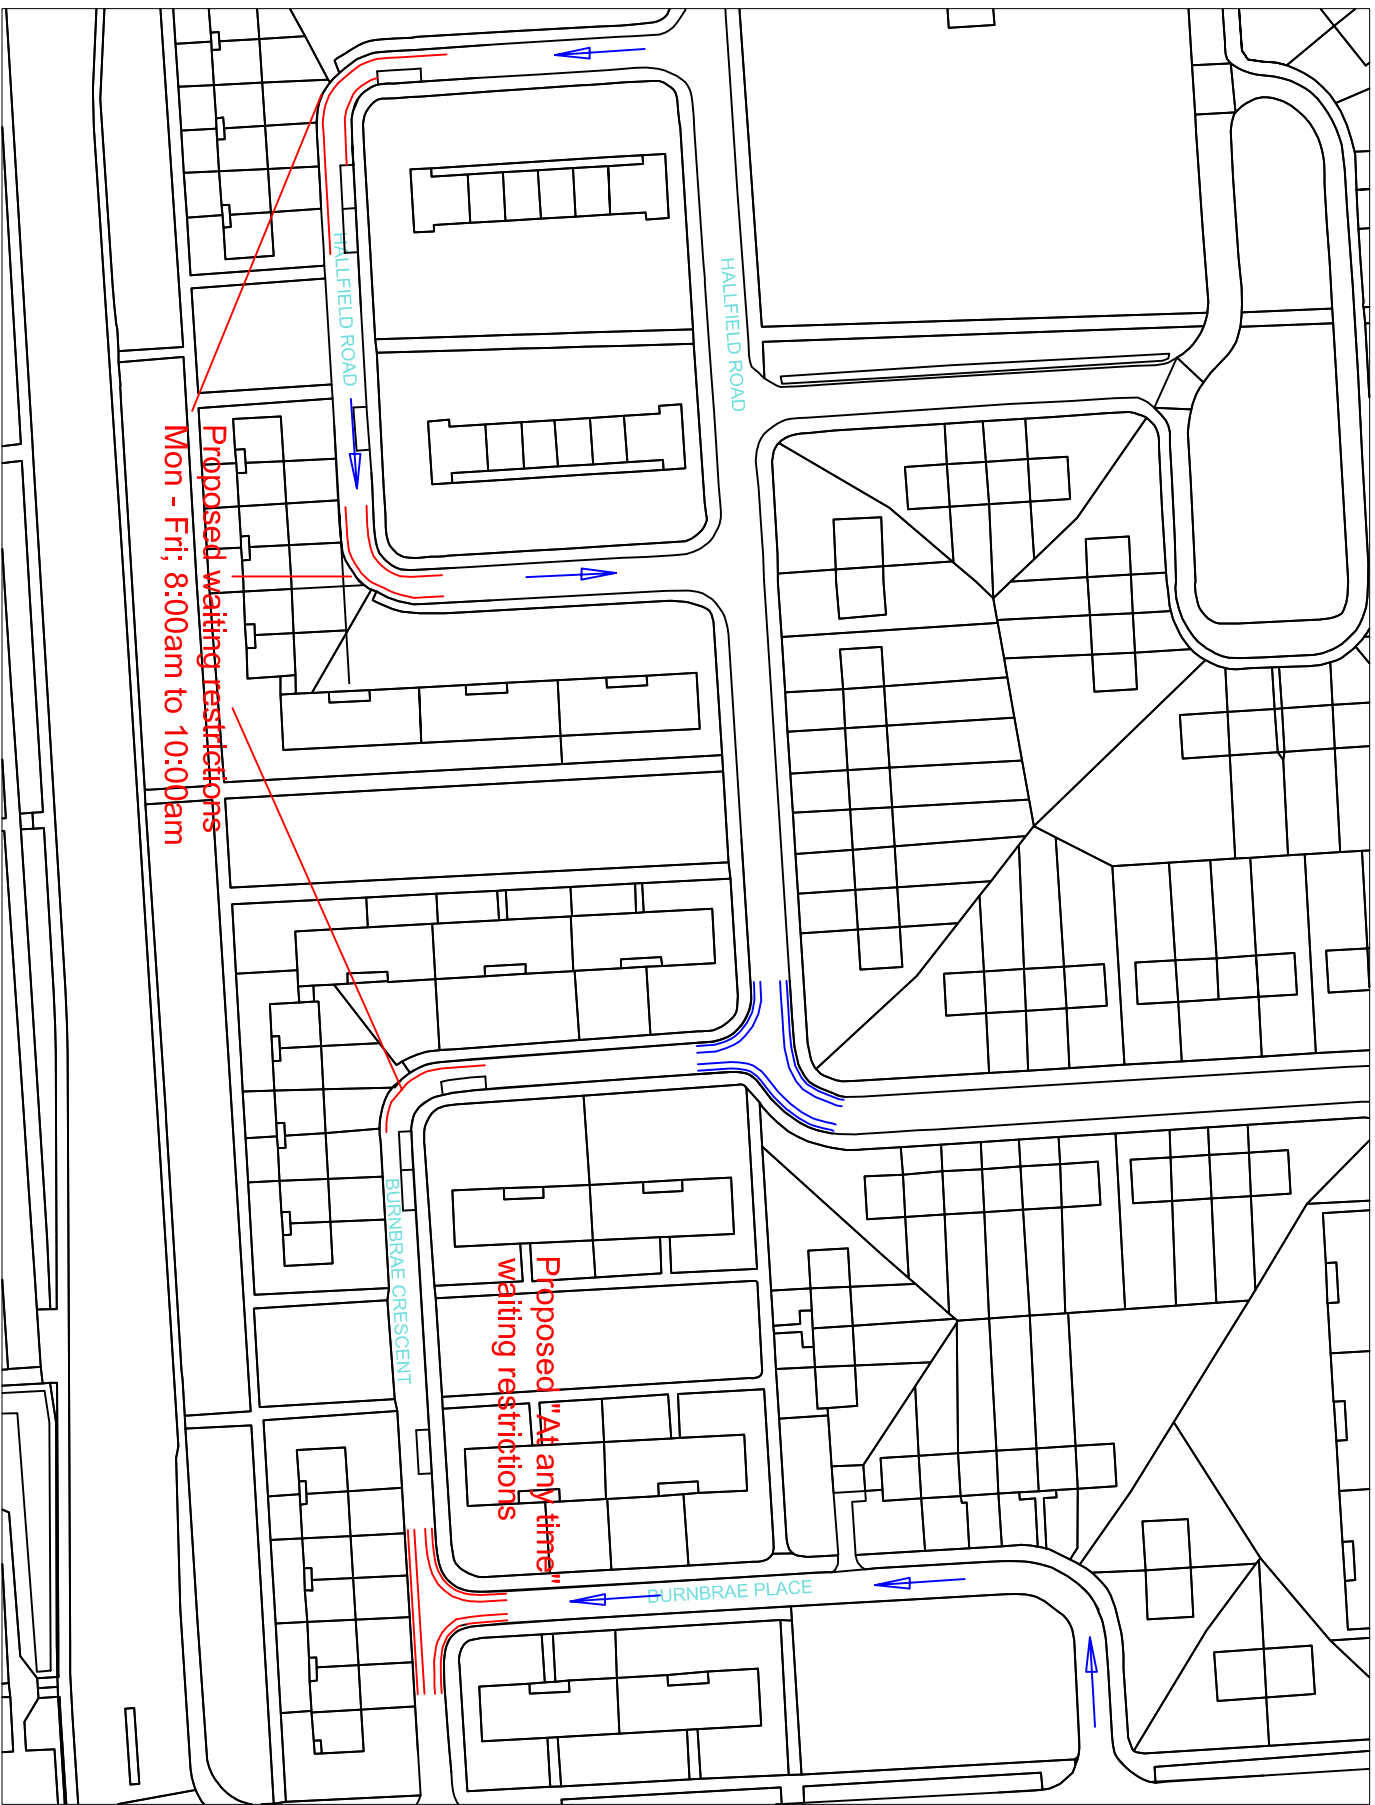 HALLFIELD ROAD
HALLFIELD ROAD
Proposed waiting restrictions
Mon - Fri; 8:00am to 10:00am
BURNBRAE CRESCENT
Proposed "At any time"
waiting restrictions
BURNBRAE PLACE